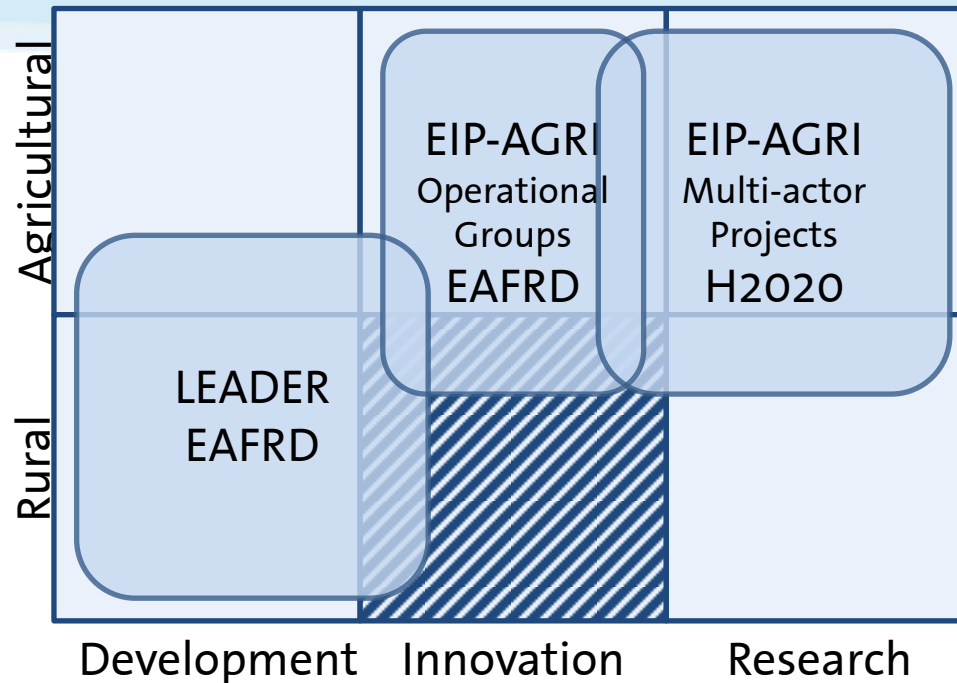 Agricultural
EIP-AGRI
Operational
Groups
EAFRD
EIP-AGRI
Multi-actor
Projects
H2020
Rural
LEADER
EAFRD
Development
Innovation
Research